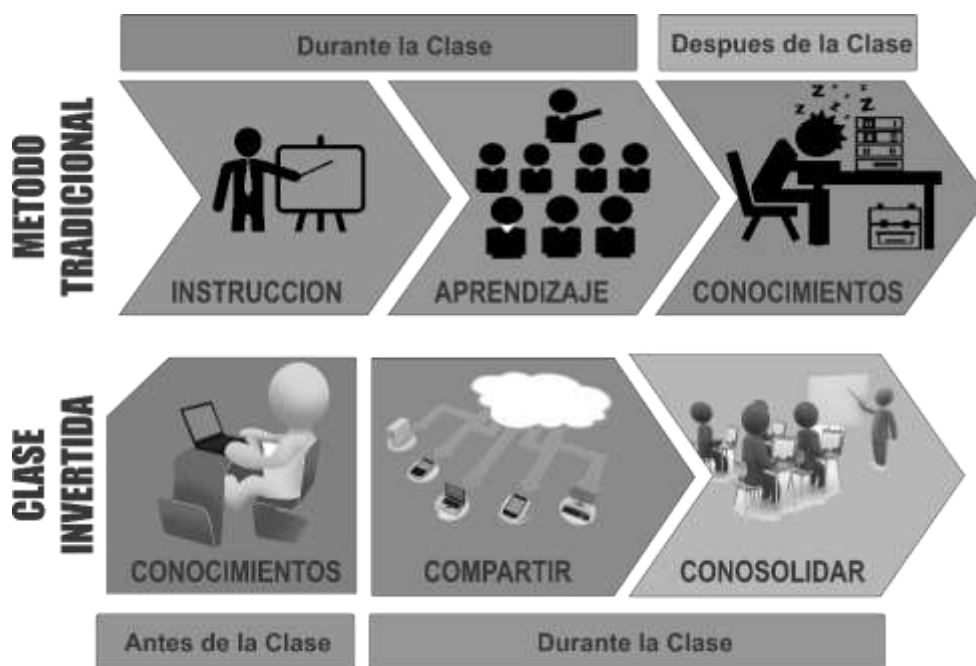 Durante la Clase
Despues de la Clase
METODO
TRADICIONAL
INSTRUCCION
APRENDIZAJE
CONOCIMIENTOS
CLASE
INVERTIDA
CONOCIMIENTOS
COMPARTIR
CONOSOLIDAR
Antes de la Clase
Durante la Clase